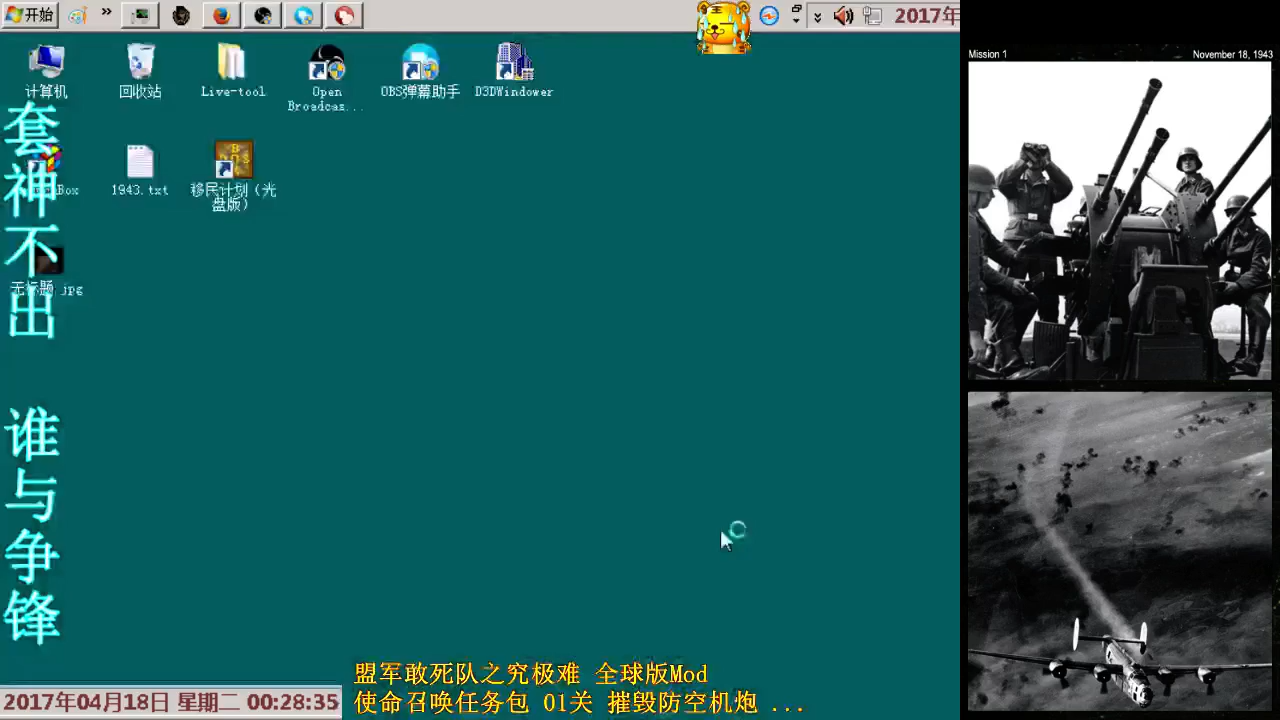 开始
»
2017年
计算机
回收站
Live-tool
Open
Broadcaz...
OBS弹幕助手
D3DWindower
Box
1943.txt
移民计划（光
盘版）
无标题.jpg
套神不出
谁与争锋
Mission 1
November 18, 1943
2017年04月18日 星期二 00:28:35
盟军敢死队之究极难 全球版Mod
使命召唤任务包 01关 摧毁防空机炮 ...